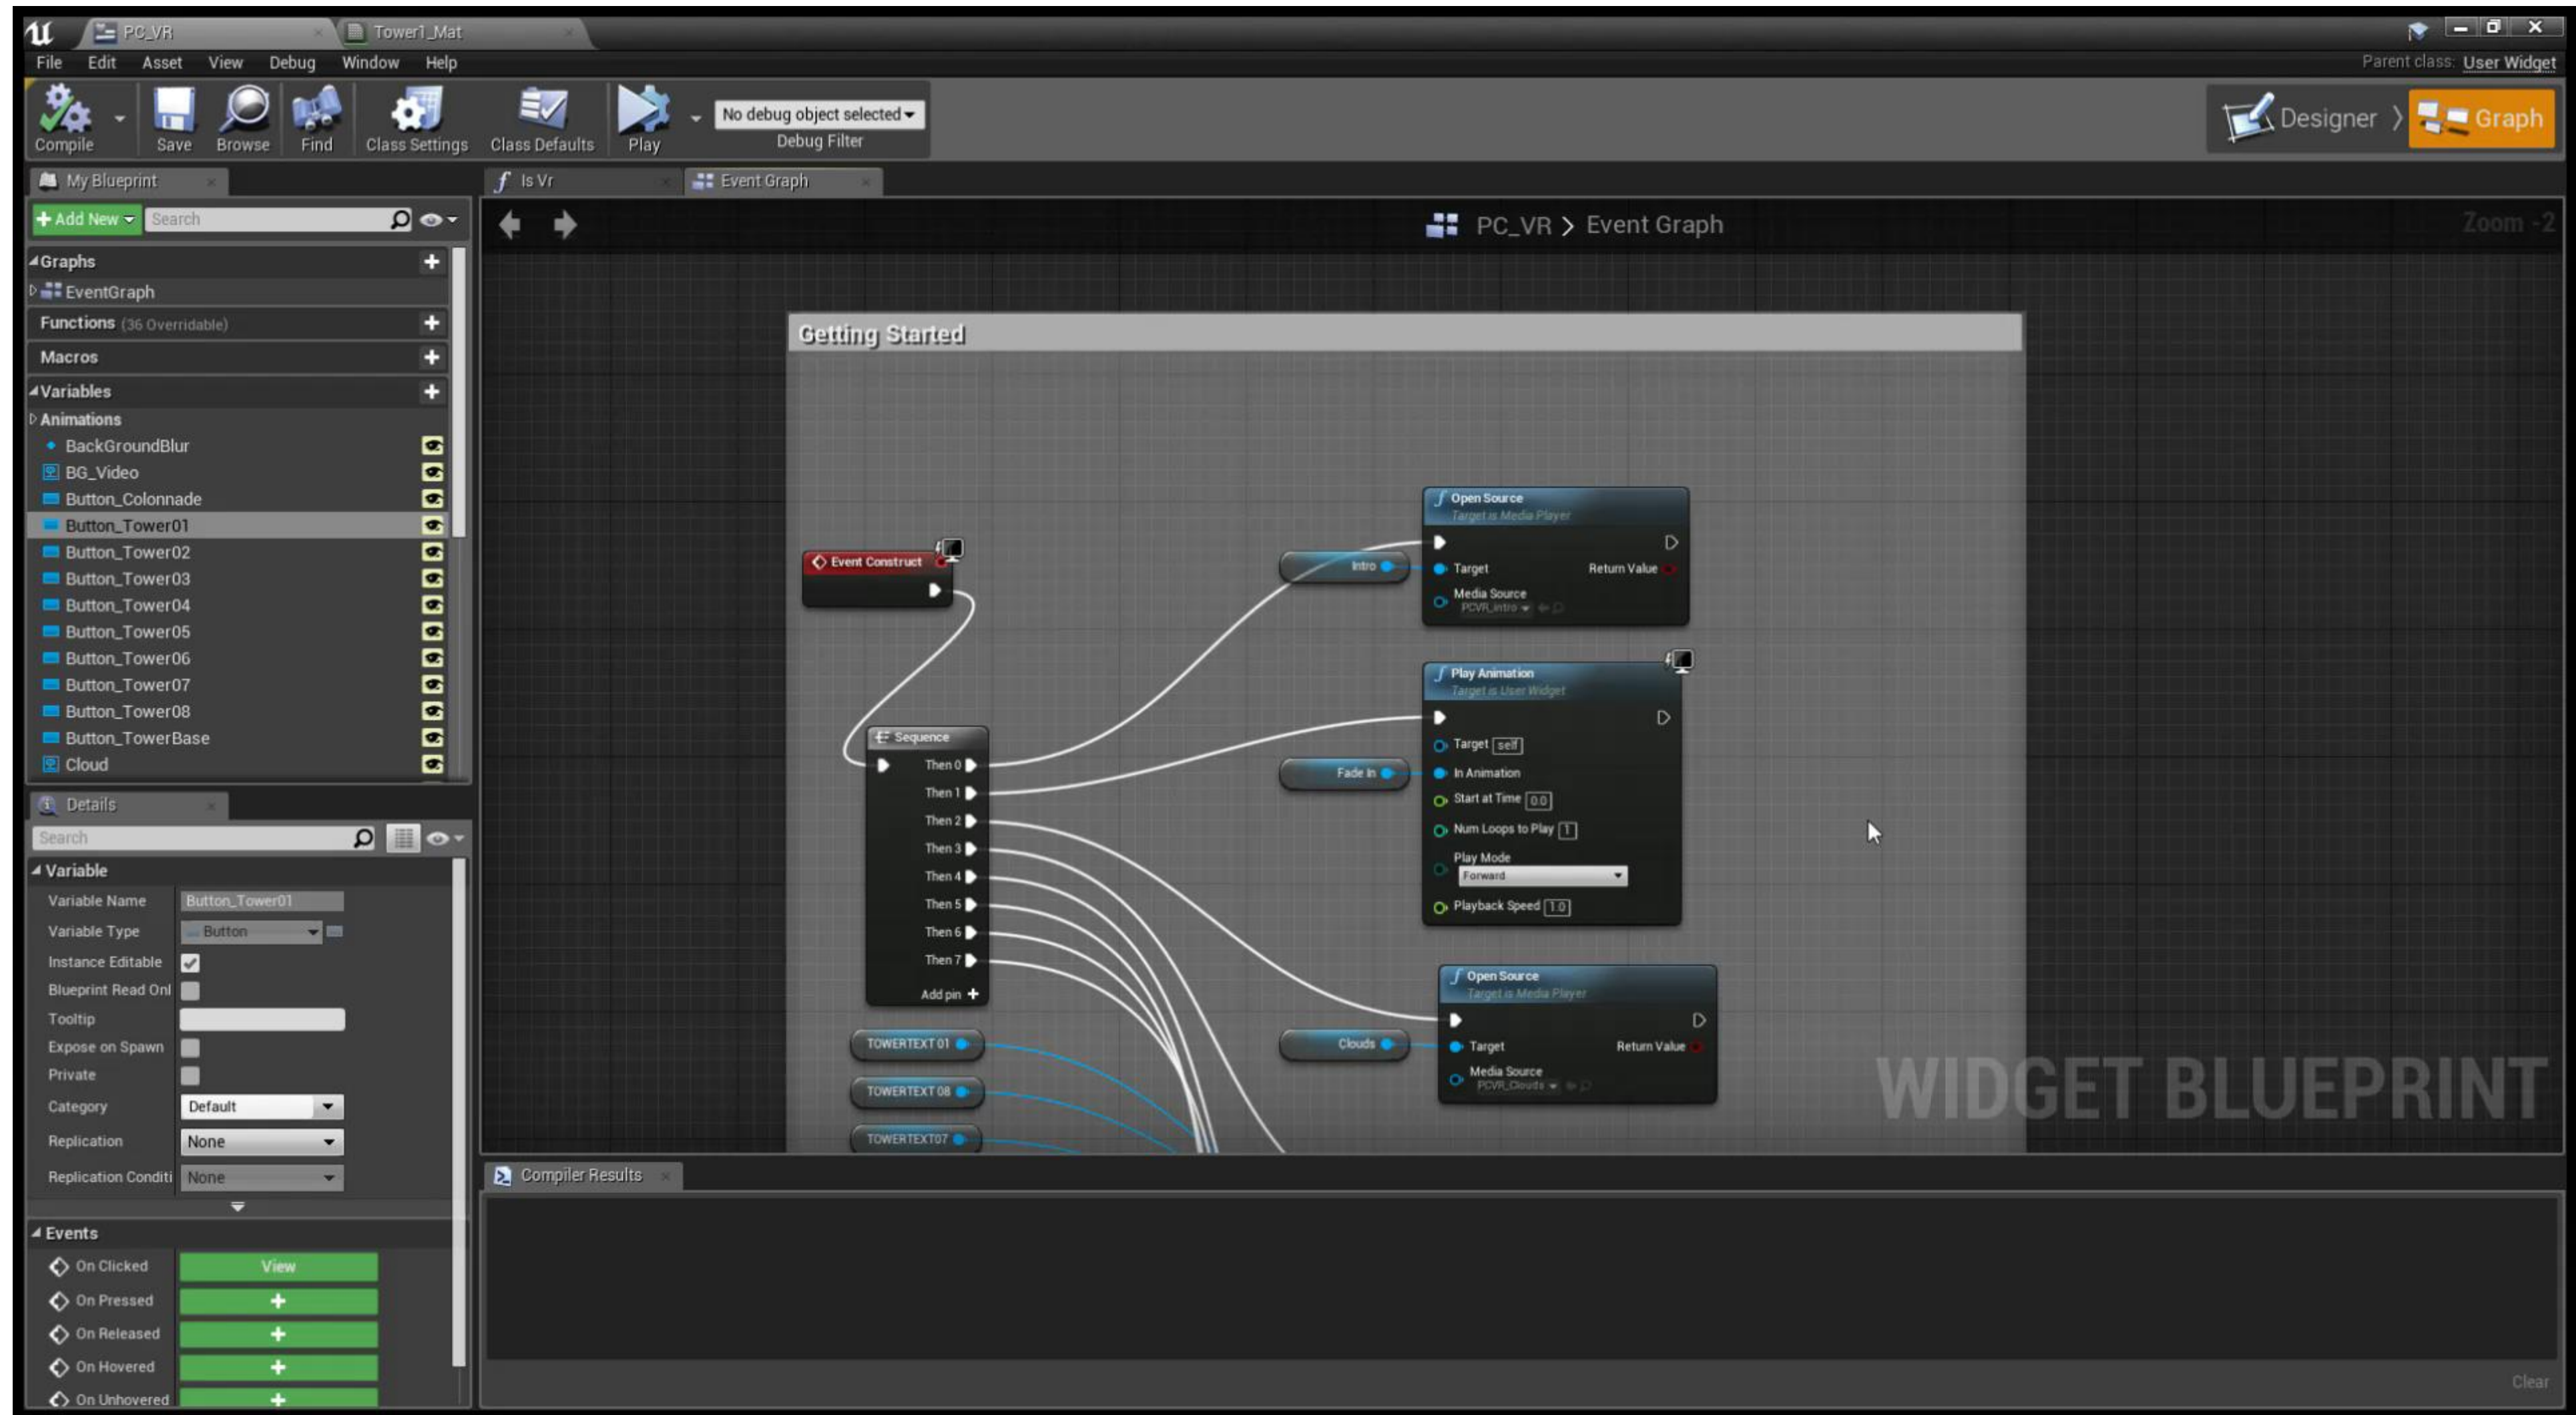 PC_VR
Tower1_Mat
File Edit Asset View Debug Window Help
Parent class: User Widget
Compile
Save
Browse
Find
Class Settings
Class Defaults
Play
No debug object selected
Debug Filter
Designer
Graph
My Blueprint
Is Vr
Event Graph
Add New
Search
PC_VR > Event Graph
Zoom -2
Graphs
EventGraph
Functions (36 Overridable)
Macros
Variables
Animations
BackGroundBlur
BG_Video
Button_Colonnade
Button_Tower01
Button_Tower02
Button_Tower03
Button_Tower04
Button_Tower05
Button_Tower06
Button_Tower07
Button_Tower08
Button_TowerBase
Cloud
Details
Search
Variable
Variable Name Button_Tower01
Variable Type Button
Instance Editable
Blueprint Read Onl
Tooltip
Expose on Spawn
Private
Category Default
Replication None
Replication Conditi None
Events
On Clicked View
On Pressed
On Released
On Hovered
On Unhovered
Getting Started
Event Construct
Sequence
Then 0
Then 1
Then 2
Then 3
Then 4
Then 5
Then 6
Then 7
Add pin +
TOWERTEXT 01
TOWERTEXT 08
TOWERTEXT07
Intro
Open Source
Target is Media Player
Target Return Value
Media Source
PCVR_intro
Play Animation
Target is User Widget
Target self
Fade In
In Animation
Start at Time 0.0
Num Loops to Play 1
Play Mode
Forward
Playback Speed 1.0
Open Source
Target is Media Player
Clouds
Target Return Value
Media Source
PCVR_Clouds
WIDGET BLUEPRINT
Compiler Results
Clear